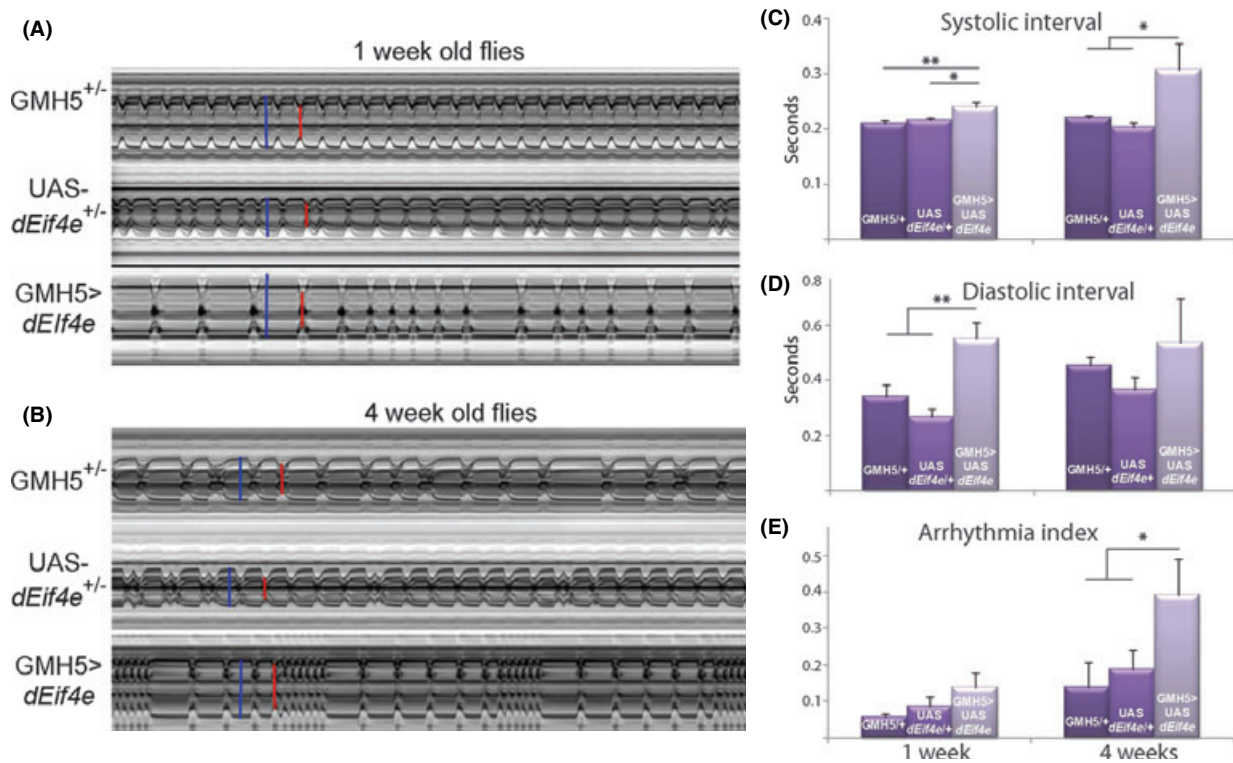 (A)
1 week old flies
GMH5+/-
UAS-
dEif4e+/-
GMH5>
dEIf4e
(B)
4 week old flies
GMH5+/-
UAS-
dEif4e+/-
GMH5>
dEif4e
(C)
Systolic interval
0.4
0.3
0.2
0.1
Seconds
**
*
*
GMH5/+
UAS
dEif4e/+
GMH5>
UAS
dEif4e
GMH5/+
UAS
dEif4e/+
GMH5>
UAS
dEif4e
(D)
Diastolic interval
0.8
0.6
0.4
0.2
Seconds
**
GMH5/+
UAS
dEif4e/+
GMH5>
UAS
dEif4e
GMH5/+
UAS
dEif4e+
GMH5>
UAS
dEif4e
(E)
Arrhythmia index
0.5
0.4
0.3
0.2
0.1
*
GMH5/+
UAS
dEif4e/+
GMH5>
UAS
dEif4e
GMH5/+
UAS
dEif4e/+
GMH5>
UAS
dEif4e
1 week
4 weeks